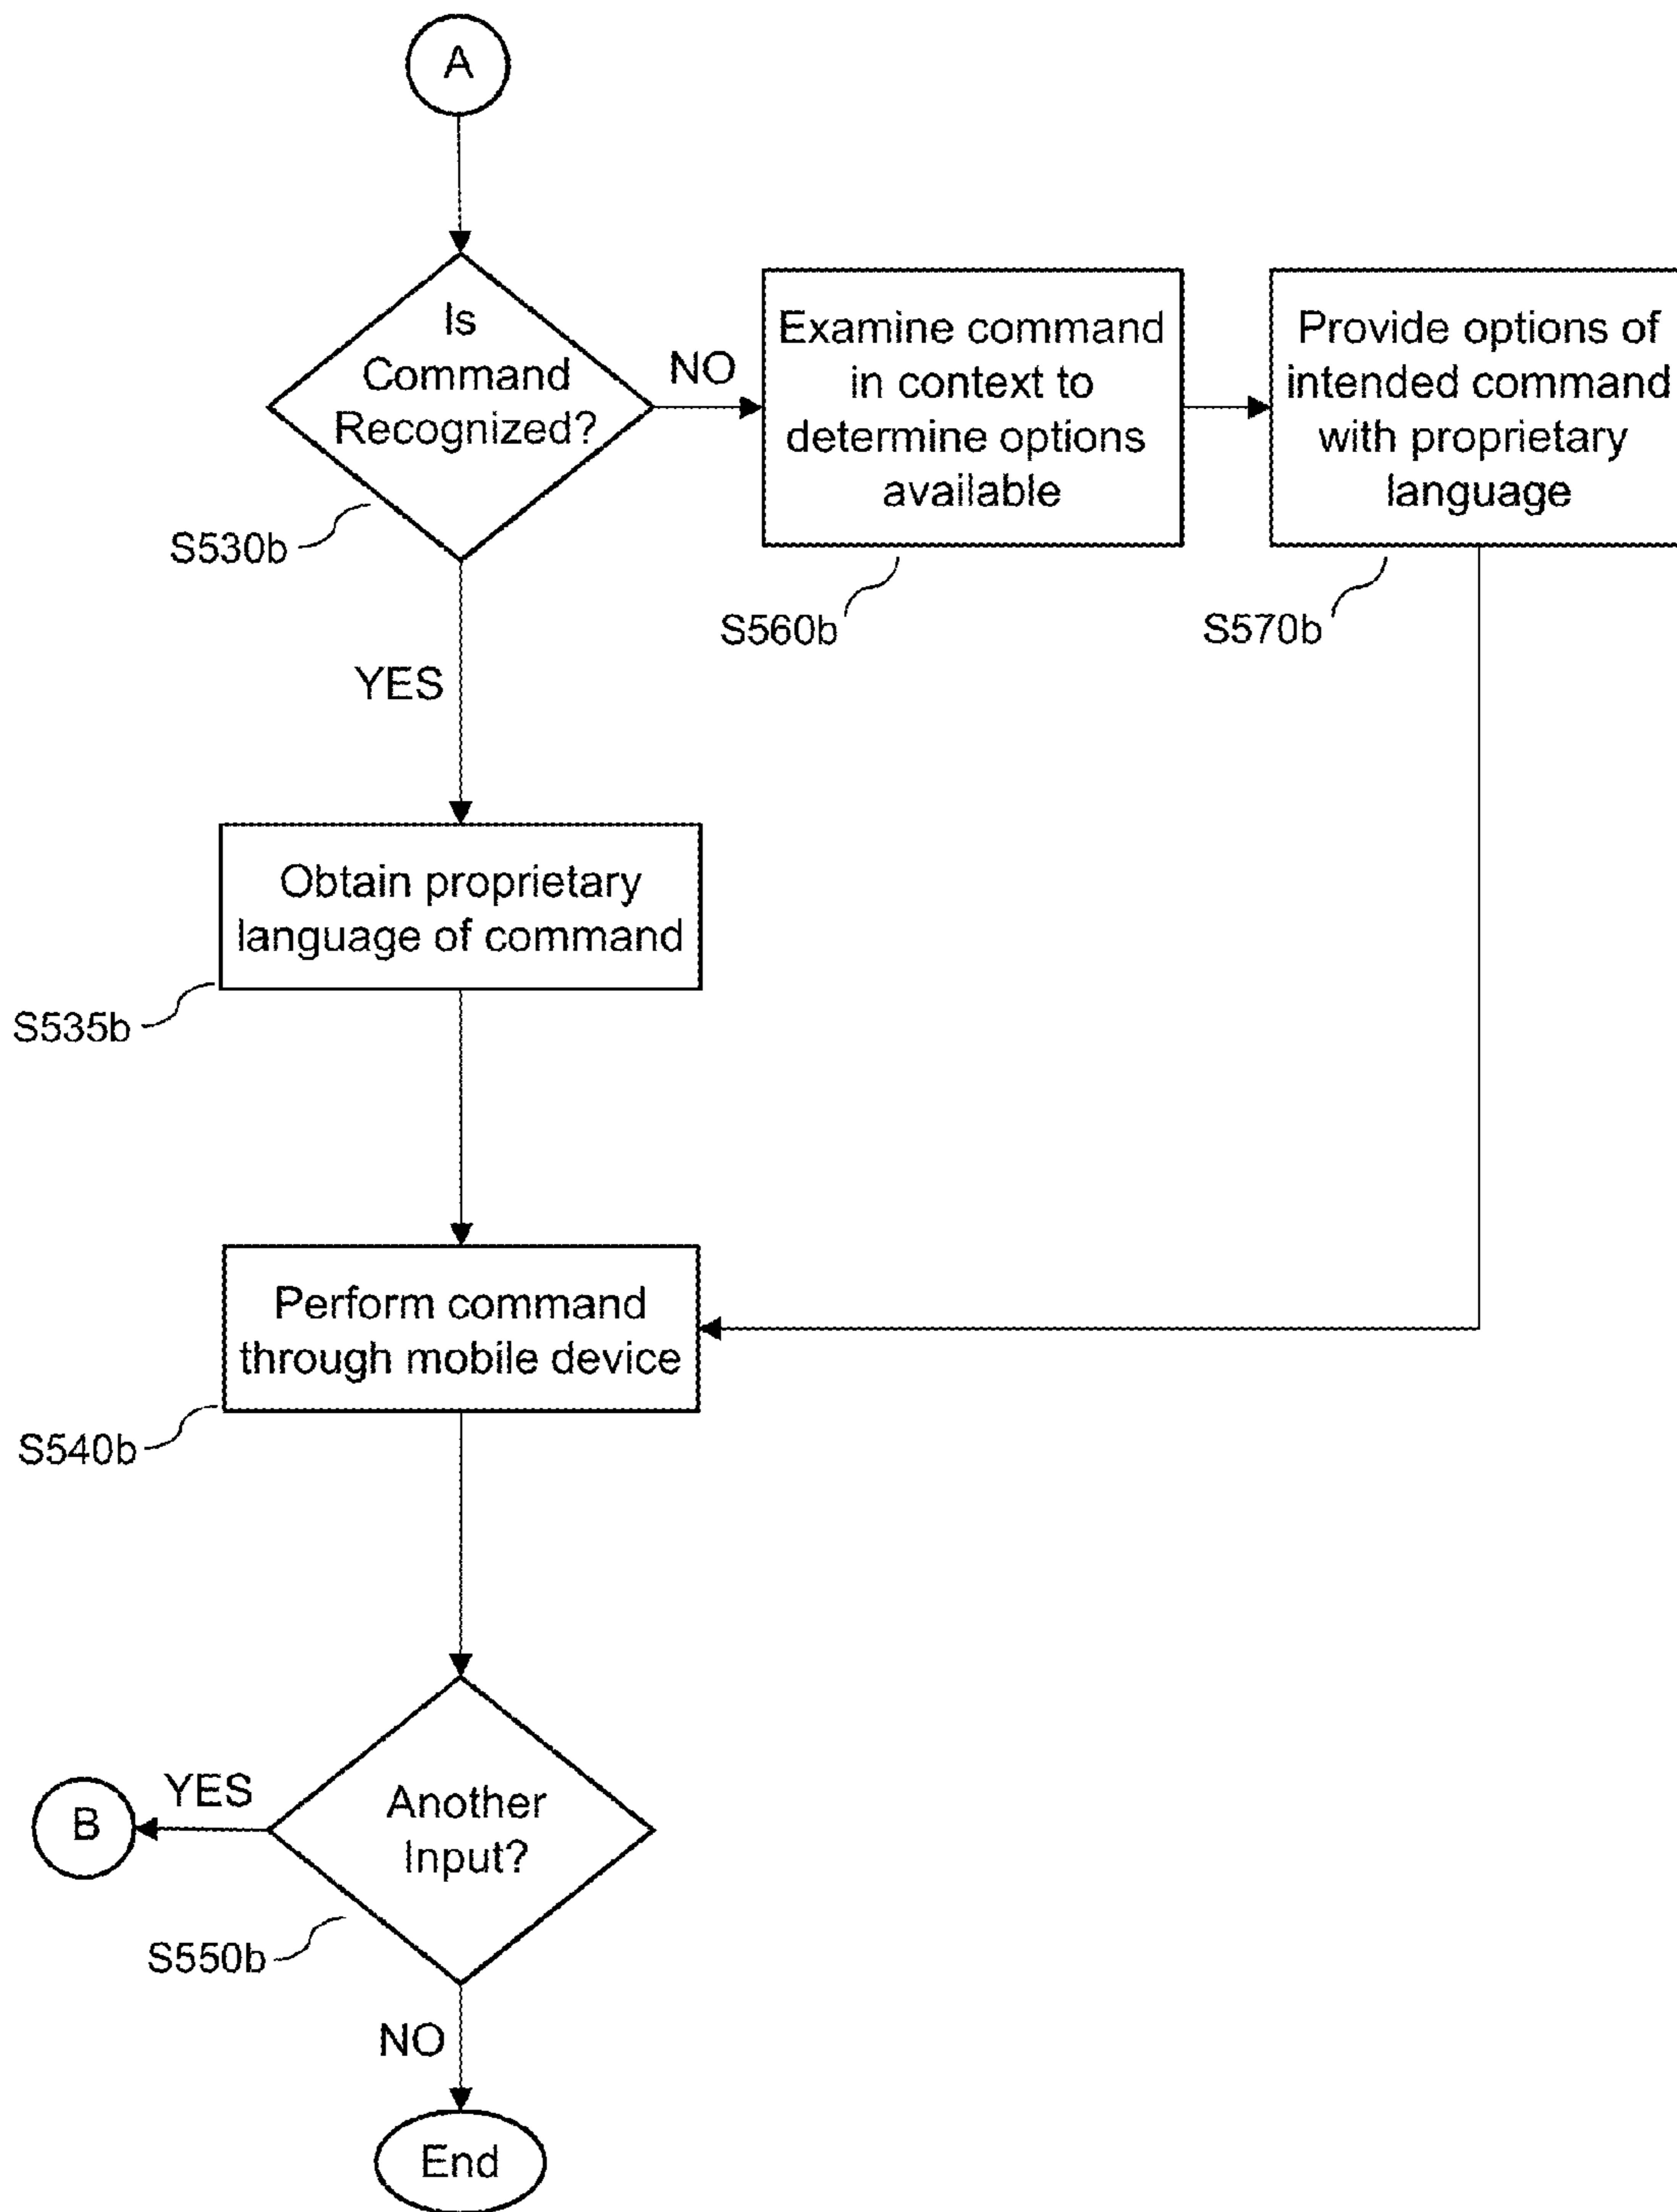 A
Is
Command
Recognized?
NO
Examine command
in context to
determine options
available
Provide options of
intended command
with proprietary
language
S530b
S560b
S570b
YES
Obtain proprietary
language of command
S535b
Perform command
through mobile device
S540b
Another
Input?
YES
B
S550b
NO
End